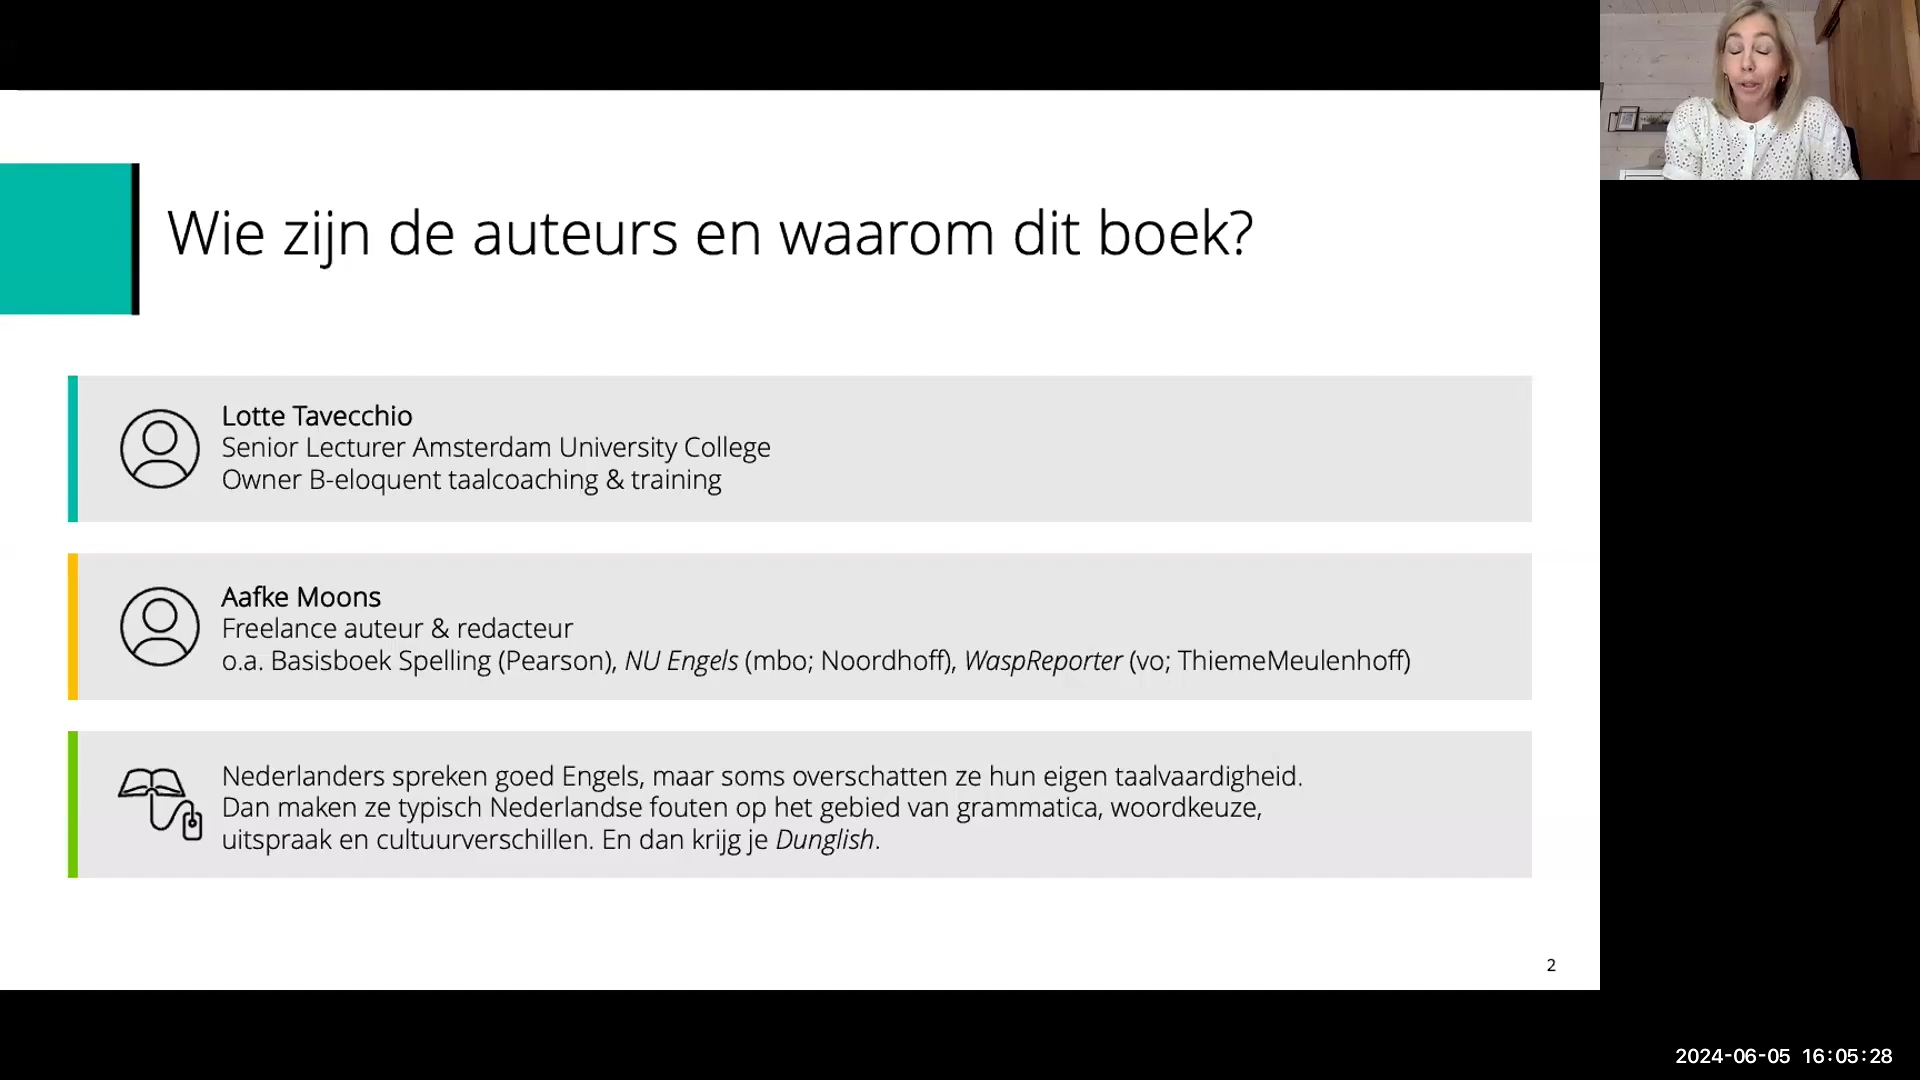 Wie zijn de auteurs en waarom dit boek?
Lotte Tavecchio
Senior Lecturer Amsterdam University College
Owner B-eloquent taalcoaching & training
Aafke Moons
Freelance auteur & redacteur
o.a. Basisboek Spelling (Pearson), NU Engels (mbo; Noordhoff), WaspReporter (vo; ThiemeMeulenhoff)
Nederlanders spreken goed Engels, maar soms overschatten ze hun eigen taalvaardigheid.
Dan maken ze typisch Nederlandse fouten op het gebied van grammatica, woordkeuze,
uitspraak en cultuurverschillen. En dan krijg je Dunglish.
2
2024-06-05 16:05:28